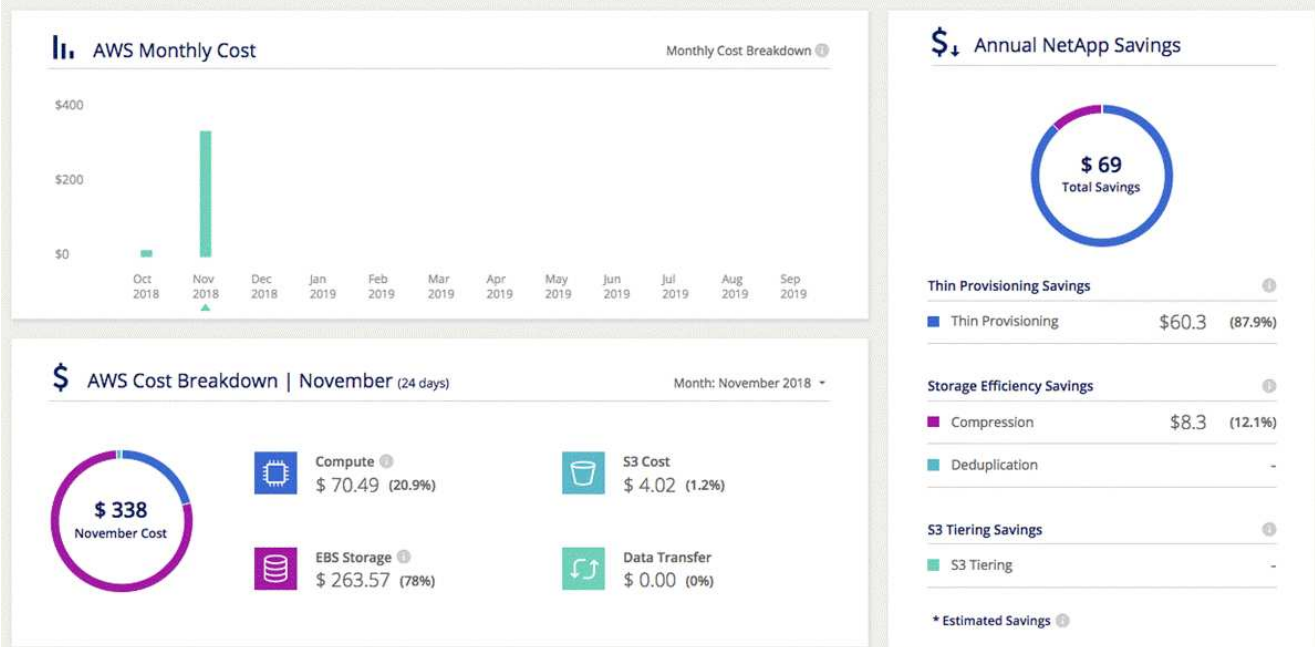 AWS Monthly Cost
Monthly Cost Breakdown
$400
$200
$0
Oct Nov Dec Jan Feb Mar Apr May Jun Jul Aug Sep
2018 2018 2018 2019 2019 2019 2019 2019 2019 2019 2019 2019
$ AWS Cost Breakdown | November (24 days)
Month: November 2018
$ 338
November Cost
Compute
$ 70.49 (20.9%)
S3 Cost
$ 4.02 (1.2%)
EBS Storage
$ 263.57 (78%)
Data Transfer
$ 0.00 (0%)
$ Annual NetApp Savings
$ 69
Total Savings
Thin Provisioning Savings
Thin Provisioning $60.3 (87.9%)
Storage Efficiency Savings
Compression $8.3 (12.1%)
Deduplication -
S3 Tiering Savings
S3 Tiering -
* Estimated Savings